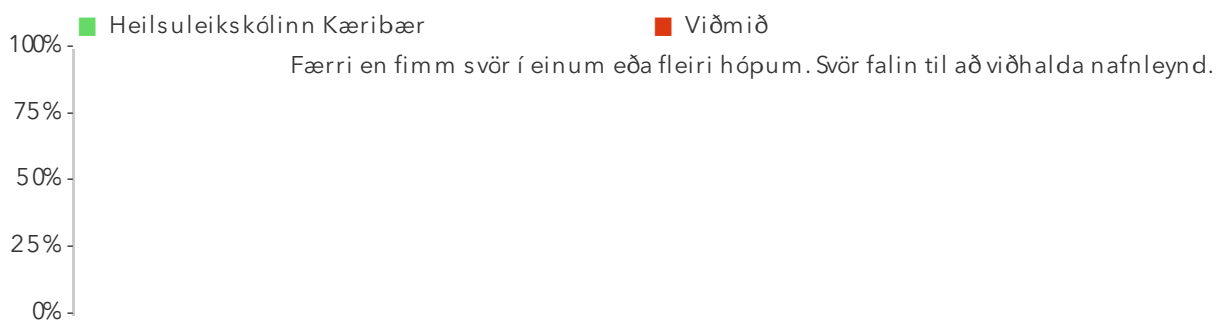 Heilsuleikskólinn Kæribær
Viðmið
100%
Færri en fimm svör í einum eða fleiri hópum. Svör falin til að viðhalda nafnleynd.
75%
50%
25%
0%